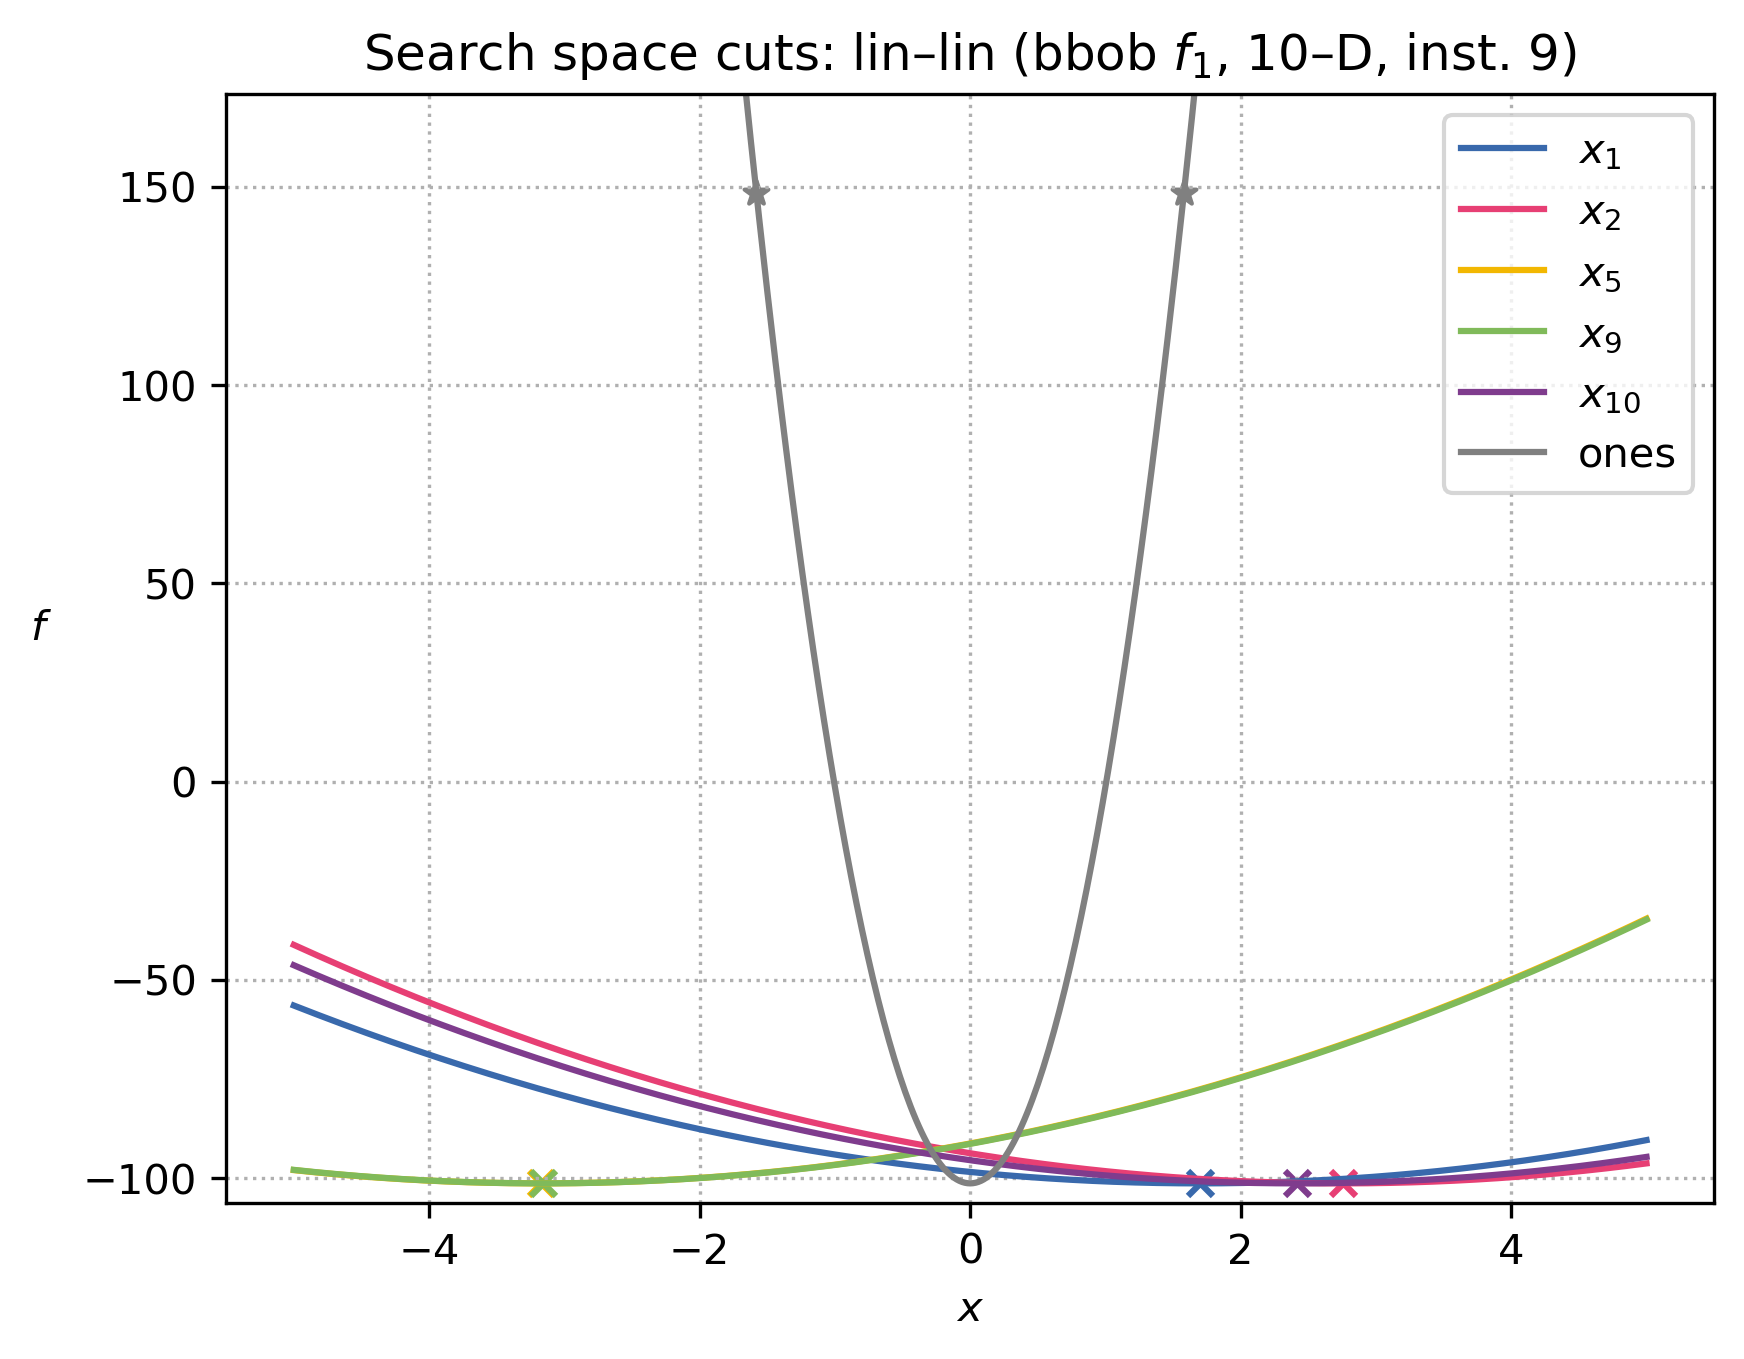 Search space cuts: lin–lin (bbob f₁, 10–D, inst. 9)
150
100
50
0
−50
−100
f
−4
−2
0
2
4
x
x₁
x₂
x₅
x₉
x₁₀
ones